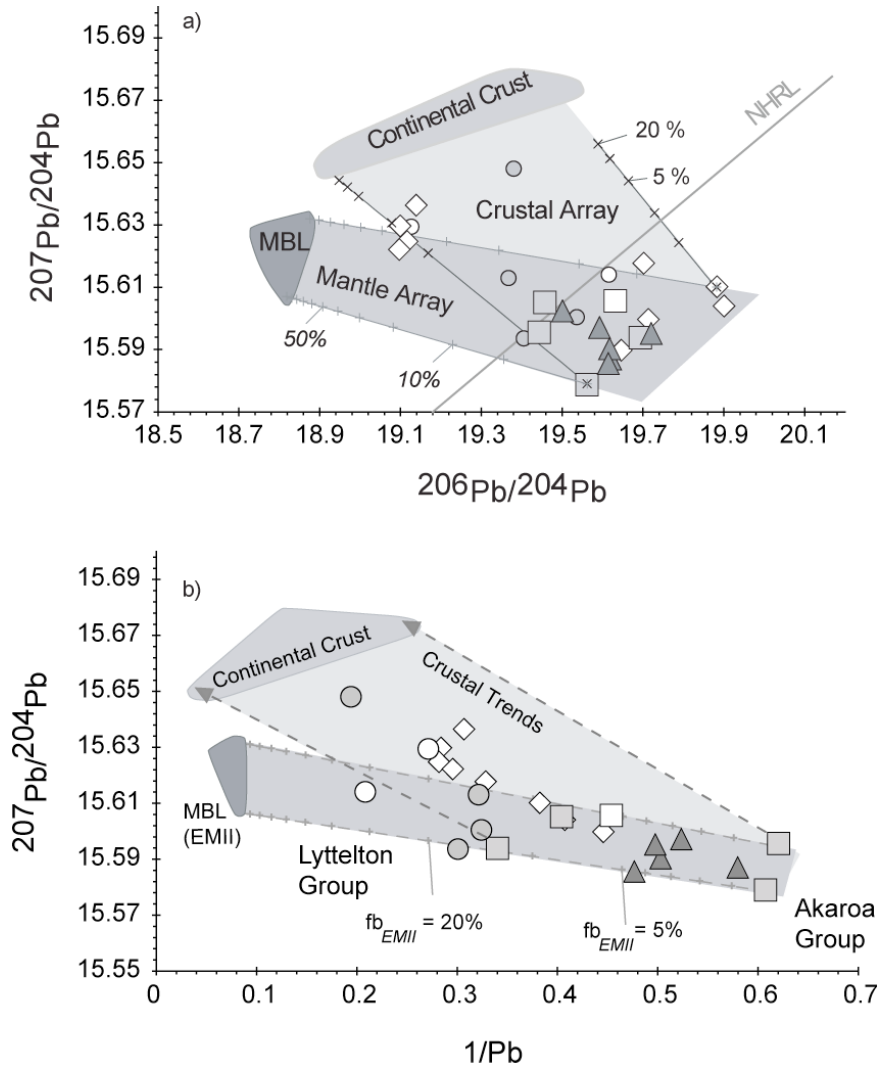 a)
15.69
15.67
15.65
15.63
15.61
15.59
15.57
207Pb/204Pb
Continental Crust
NHRL
20 %
5 %
Crustal Array
MBL
Mantle Array
50%
10%
18.5 18.7 18.9 19.1 19.3 19.5 19.7 19.9 20.1
206Pb/204Pb
b)
15.69
15.67
15.65
15.63
15.61
15.59
15.57
15.55
207Pb/204Pb
Continental Crust
Crustal Trends
MBL
(EMII)
Lyttelton
Group
fbEMII = 20%
fbEMII = 5%
Akaroa
Group
0 0.1 0.2 0.3 0.4 0.5 0.6 0.7
1/Pb